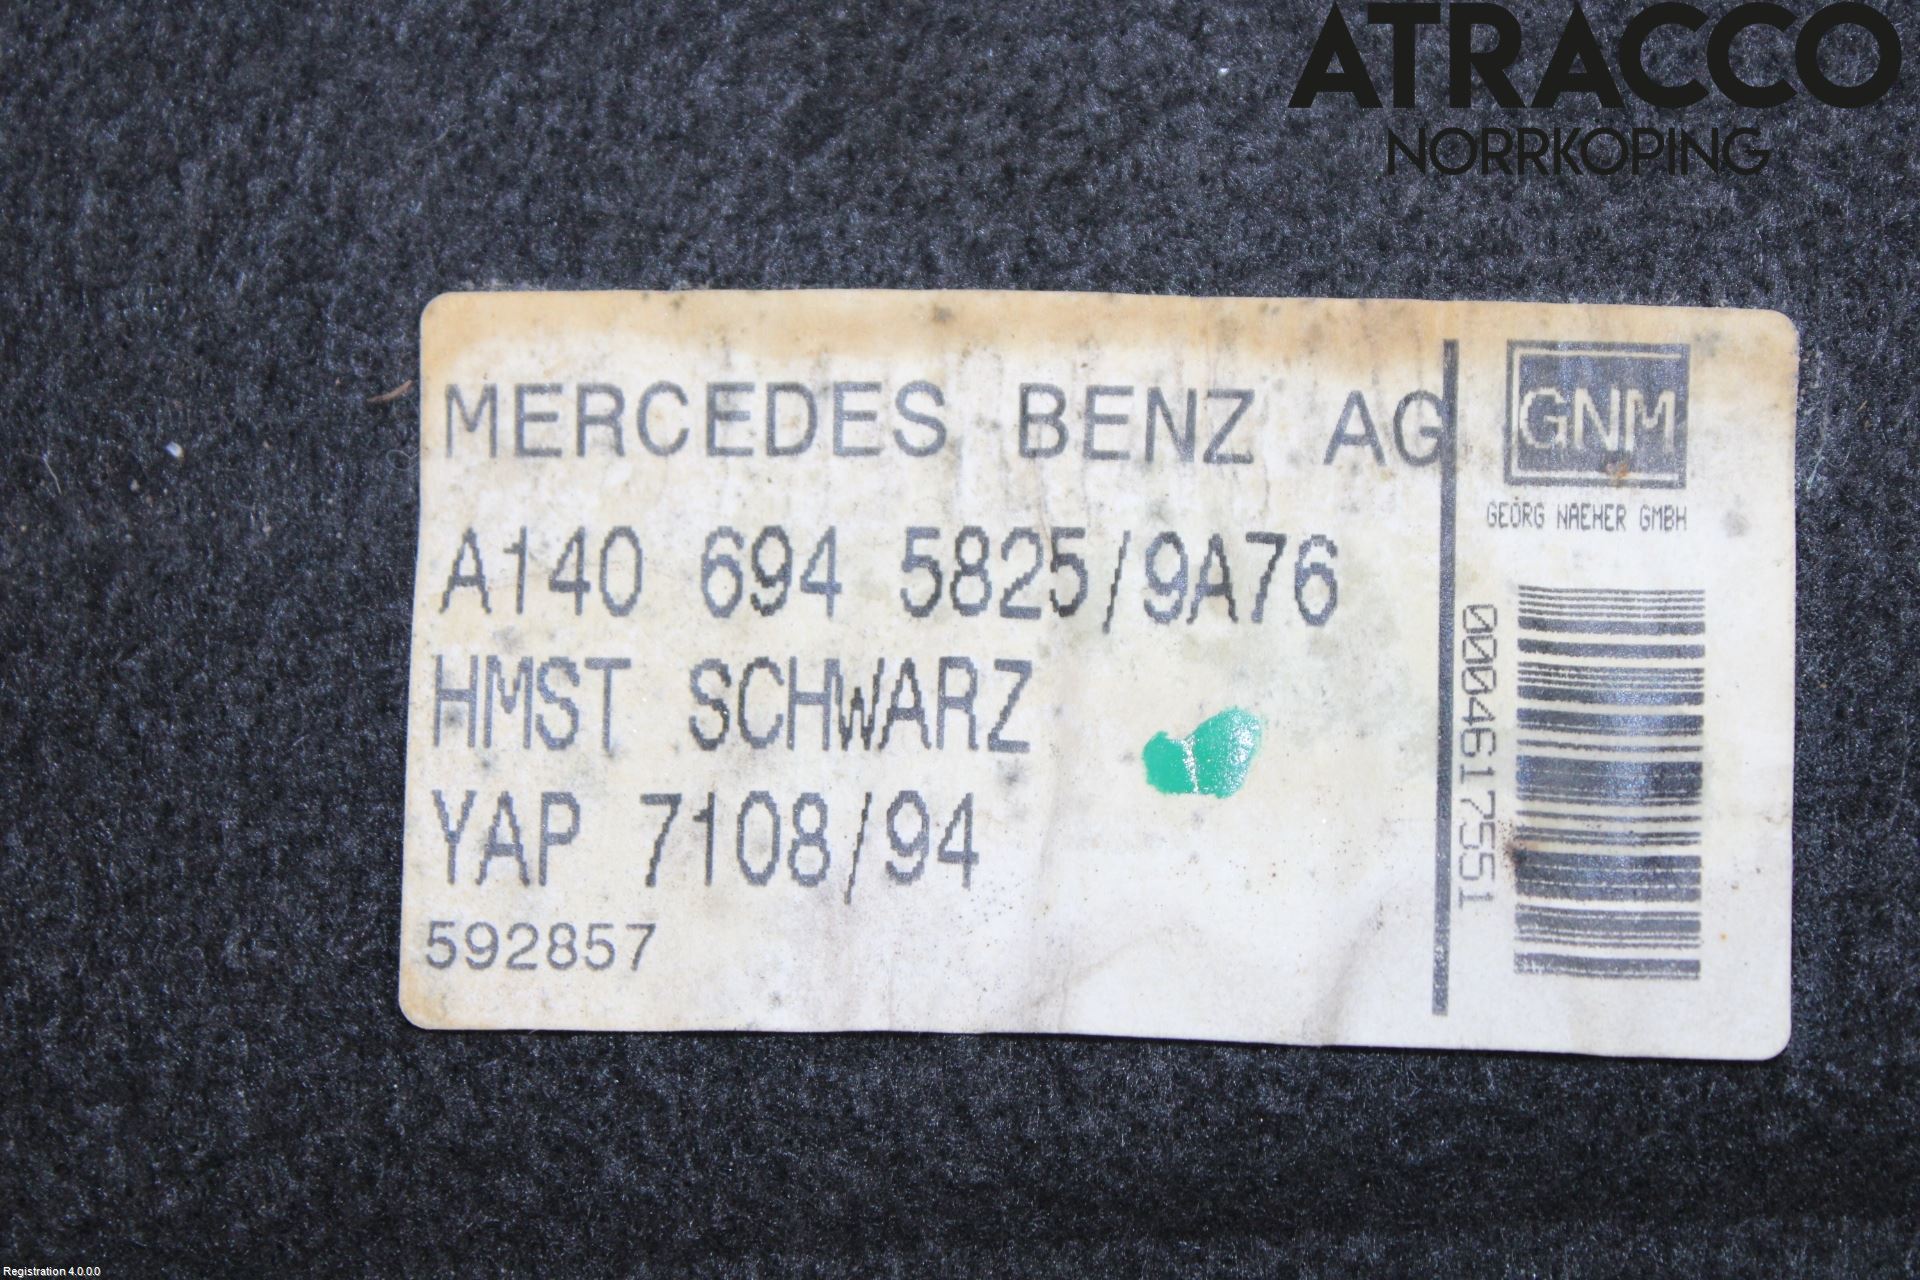 ATRACCO
NORRKOPING
MERCEDES BENZ AG
A140 694 5825/9A76
HMST SCHWARZ
YAP 7108/94
592857
GNM
GEORG NAEHER GMBH
0004617551
Registration 4.0.0.0